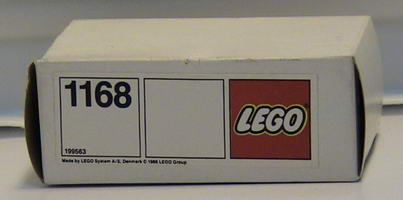 1168
LEGO
199563
Made by LEGO System A/S, Denmark © 1986 LEGO Group